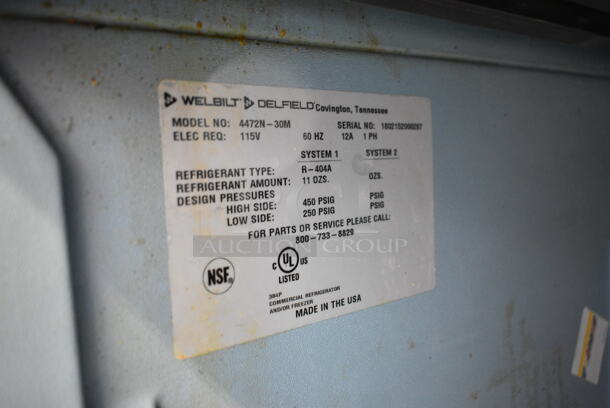 WELBILT DELFIELD Covington, Tennessee
MODEL NO: 4472N-30M SERIAL NO: 1802152000287
ELEC REQ: 115V 60 HZ 12A 1 PH
SYSTEM 1 SYSTEM 2
REFRIGERANT TYPE: R-404A
REFRIGERANT AMOUNT: 11 OZS. OZS.
DESIGN PRESSURES
HIGH SIDE: 450 PSIG PSIG
LOW SIDE: 250 PSIG PSIG
FOR PARTS OR SERVICE PLEASE CALL:
800-733-8829
AUCTION GROUP
NSF®
C UL US
LISTED
384P
COMMERCIAL REFRIGERATOR
AND/OR FREEZER
MADE IN THE USA